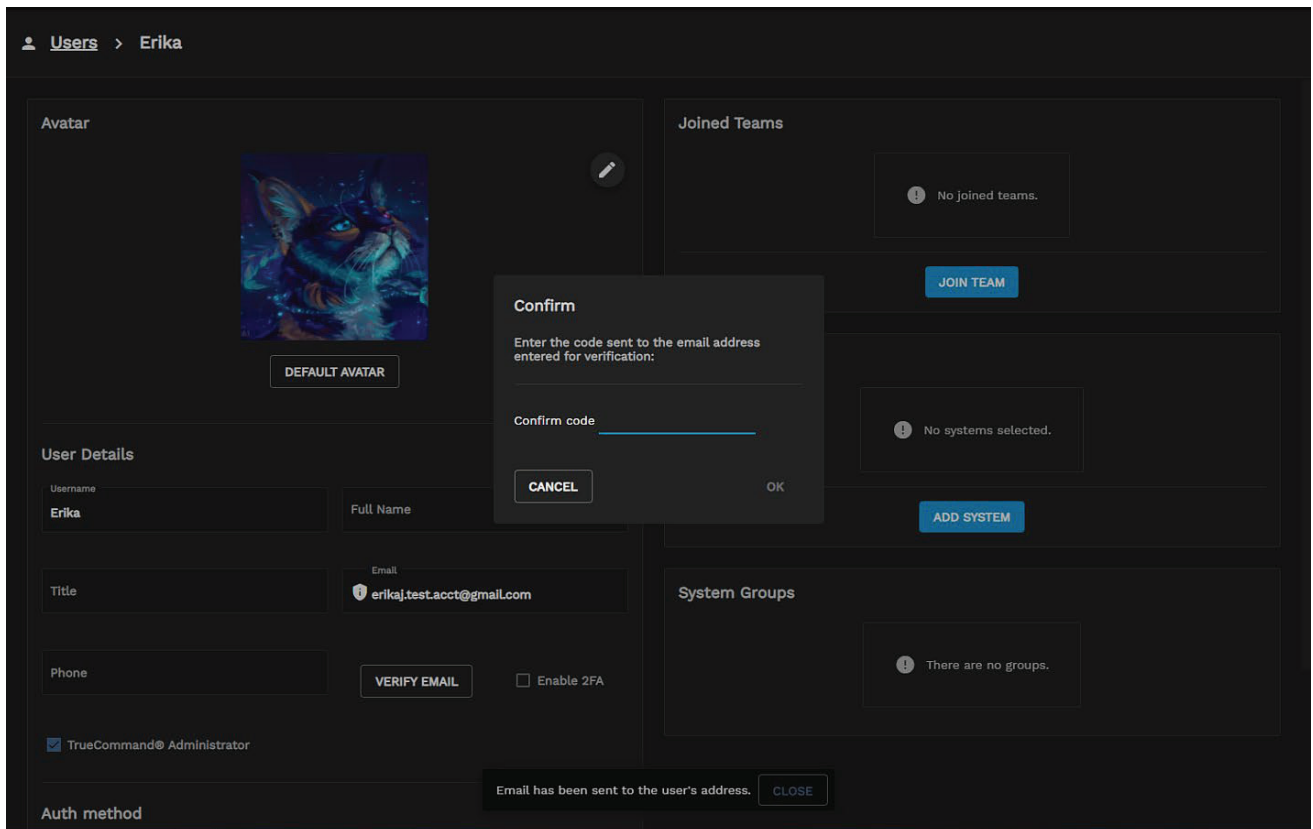 Users > Erika
Avatar
DEFAULT AVATAR
User Details
Username
Erika
Full Name
Title
Email
erikaj.test.acct@gmail.com
Phone
VERIFY EMAIL
Enable 2FA
TrueCommand® Administrator
Auth method
Joined Teams
No joined teams.
JOIN TEAM
No systems selected.
ADD SYSTEM
System Groups
There are no groups.
Confirm
Enter the code sent to the email address
entered for verification:
Confirm code
CANCEL
OK
Email has been sent to the user's address.
CLOSE